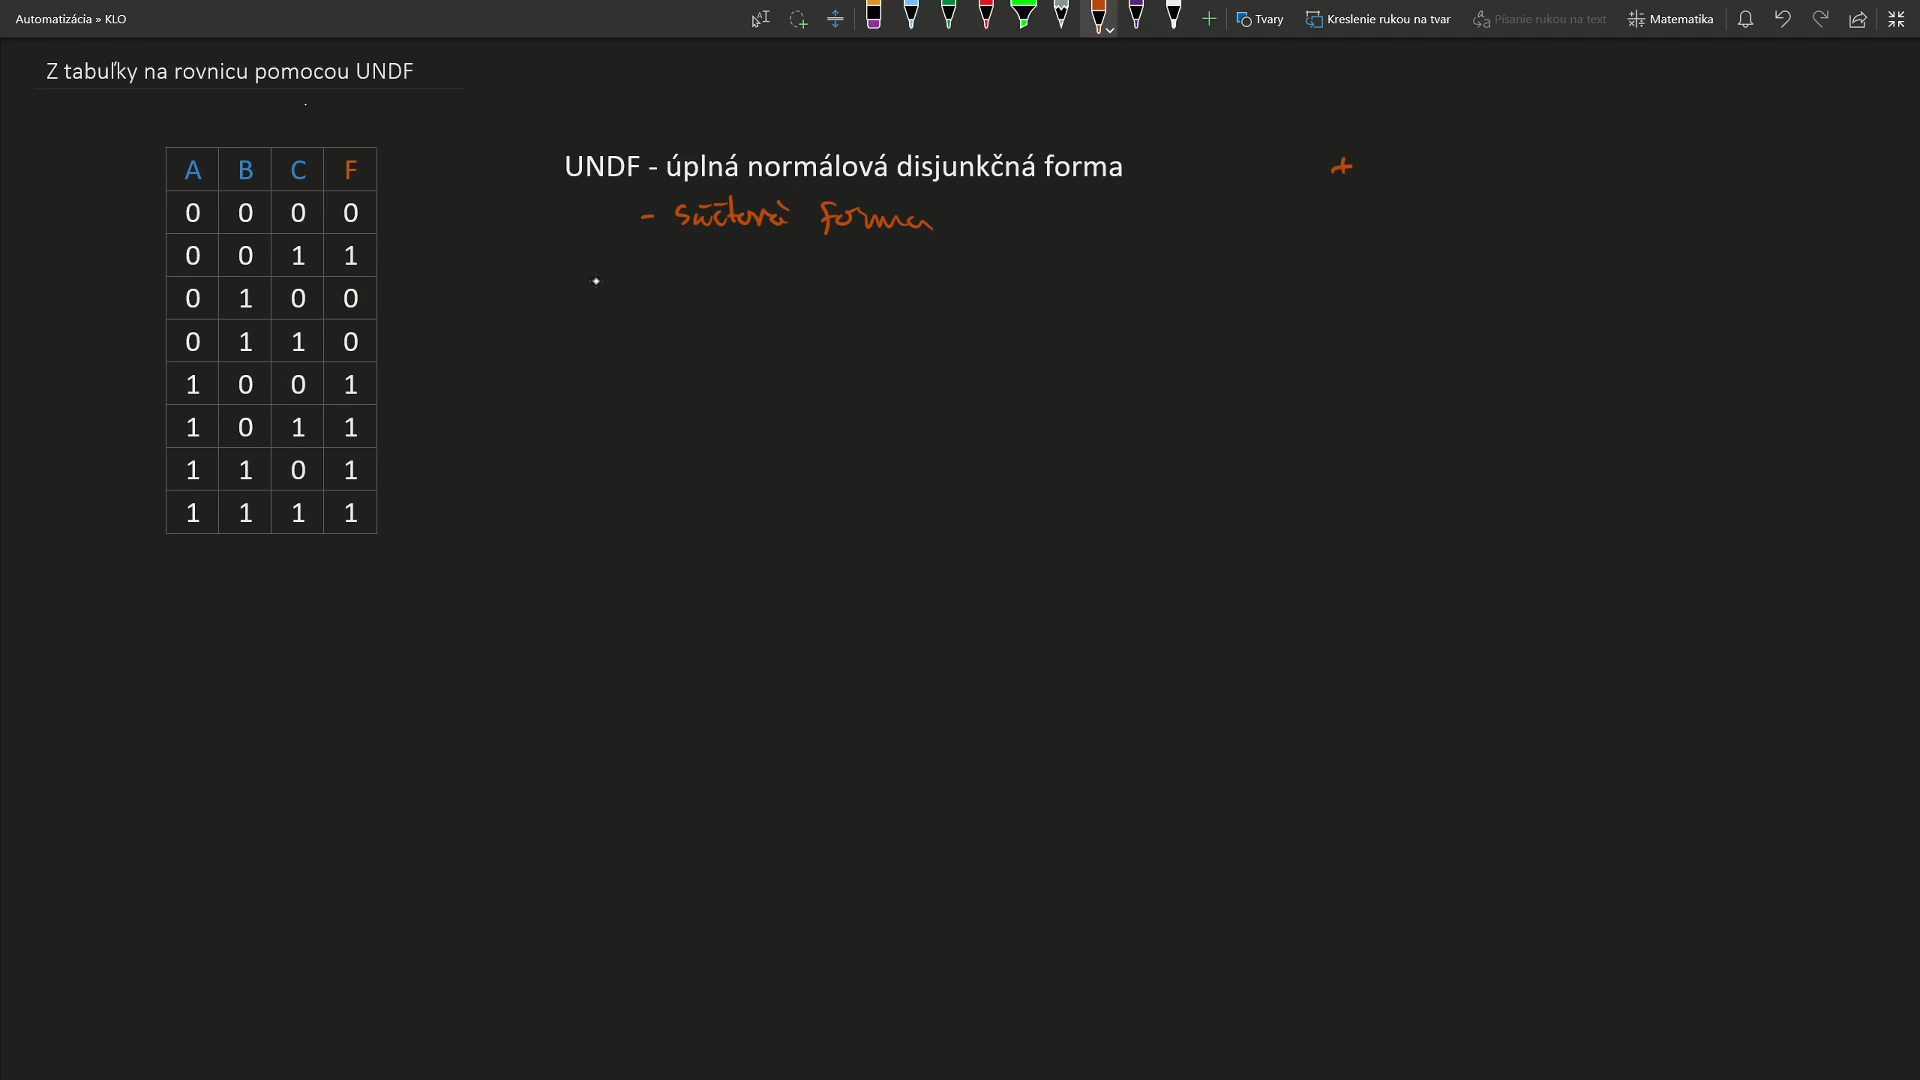 Automatizácia » KLO
Tvary
Kreslenie rukou na tvar
Písanie rukou na text
Matematika
Z tabuľky na rovnicu pomocou UNDF
A B C F
0 0 0 0
0 0 1 1
0 1 0 0
0 1 1 0
1 0 0 1
1 0 1 1
1 1 0 1
1 1 1 1
UNDF - úplná normálová disjunkčná forma
+
- súčtová forma